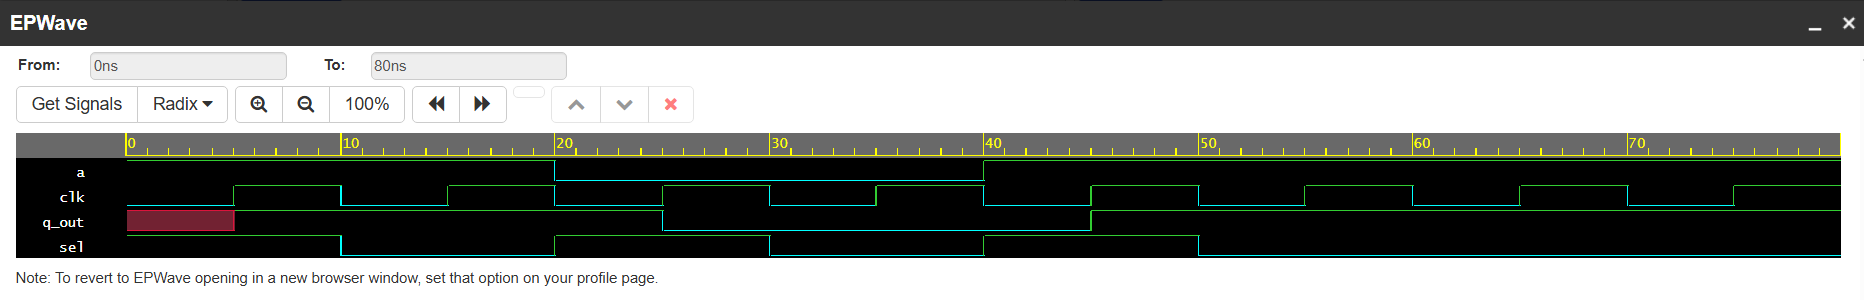 EPWave
From: 0ns To: 80ns
Get Signals Radix 100%
0 10 20 30 40 50 60 70
a
clk
q_out
sel
Note: To revert to EPWave opening in a new browser window, set that option on your profile page.